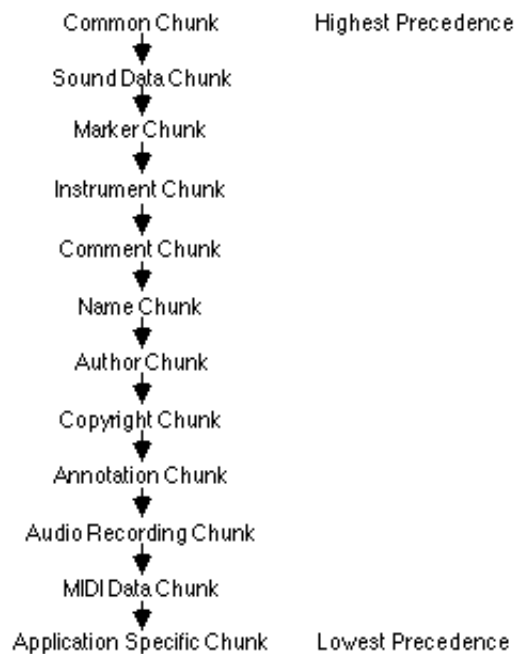 Common Chunk Highest Precedence
Sound Data Chunk
Marker Chunk
Instrument Chunk
Comment Chunk
Name Chunk
Author Chunk
Copyright Chunk
Annotation Chunk
Audio Recording Chunk
MIDI Data Chunk
Application Specific Chunk Lowest Precedence